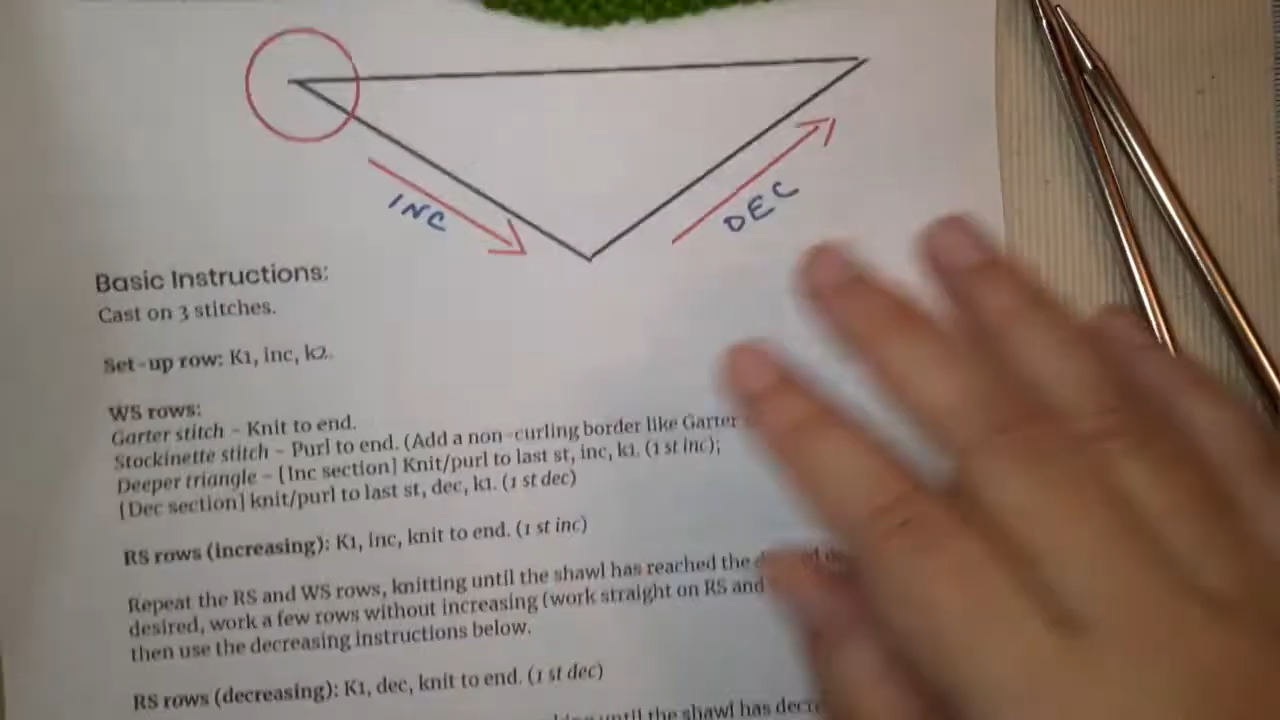 INC
DEC
Basic Instructions:
Cast on 3 stitches.
Set-up row: K1, inc, k2.
WS rows:
Garter stitch - Knit to end.
Stockinette stitch - Purl to end. (Add a non-curling border like Garter
Deeper triangle - [Inc section] Knit/purl to last st, inc, k1. (1 st inc);
[Dec section] knit/purl to last st, dec, k1. (1 st dec)
RS rows (increasing): K1, inc, knit to end. (1 st inc)
Repeat the RS and WS rows, knitting until the shawl has reached the
desired, work a few rows without increasing (work straight on RS and
then use the decreasing instructions below.
RS rows (decreasing): K1, dec, knit to end. (1 st dec)
until the shawl has